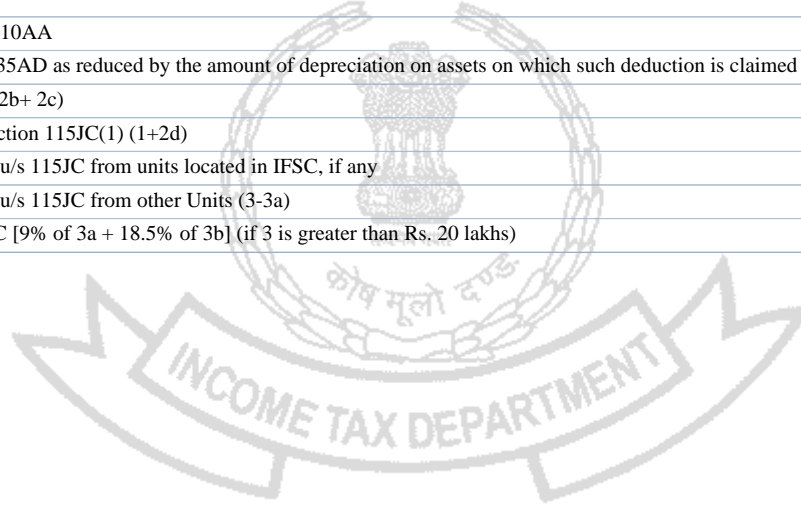 10AA
35AD as reduced by the amount of depreciation on assets on which such deduction is claimed
2b+ 2c)
ction 115JC(1) (1+2d)
u/s 115JC from units located in IFSC, if any
u/s 115JC from other Units (3-3a)
C [9% of 3a + 18.5% of 3b] (if 3 is greater than Rs. 20 lakhs)
कोष मूलो दण्डः
INCOME TAX DEPARTMENT